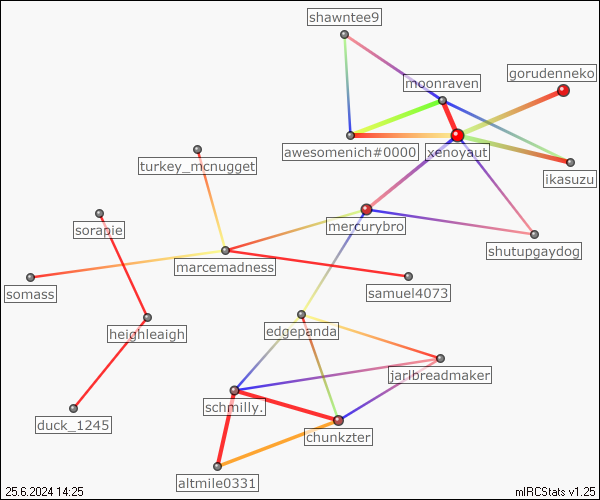 shawntee9
gorudenneko
moonraven
awesomenich#0000
xenoyaut
turkey_mcnugget
ikasuzu
sorapie
mercurybro
shutupgaydog
marcemadness
somass
samuel4073
heighleaigh
edgepanda
jarlbreadmaker
schmilly.
duck_1245
chunkzter
altmile0331
25.6.2024 14:25
mIRCStats v1.25